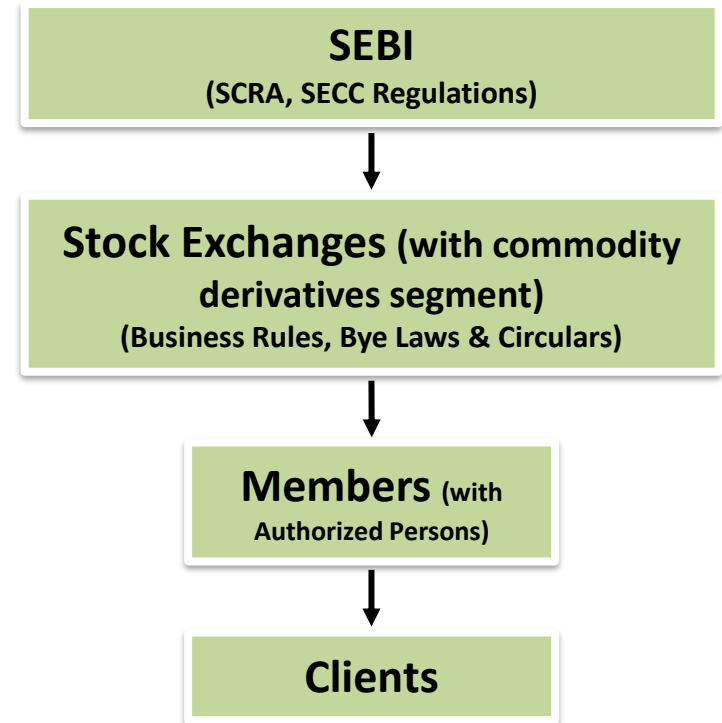 SEBI
(SCRA, SECC Regulations)
Stock Exchanges (with commodity
derivatives segment)
(Business Rules, Bye Laws & Circulars)
Members (with
Authorized Persons)
Clients